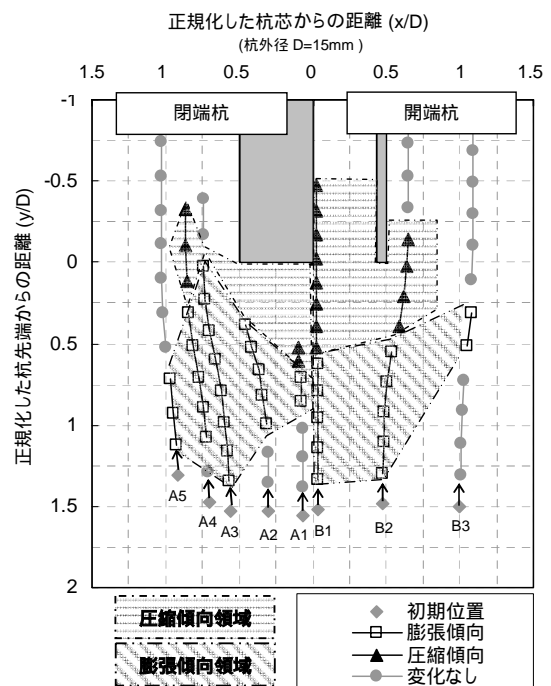 正規化した杭芯からの距離 (x/D)
(杭外径 D=15mm )
1.5 1 0.5 0 0.5 1 1.5
閉端杭 開端杭
正規化した杭先端からの距離 (y/D)
-1
-0.5
0
0.5
1
1.5
2
A5 A4 A3 A2 A1 B1 B2 B3
圧縮傾向領域
膨張傾向領域
初期位置
膨張傾向
圧縮傾向
変化なし